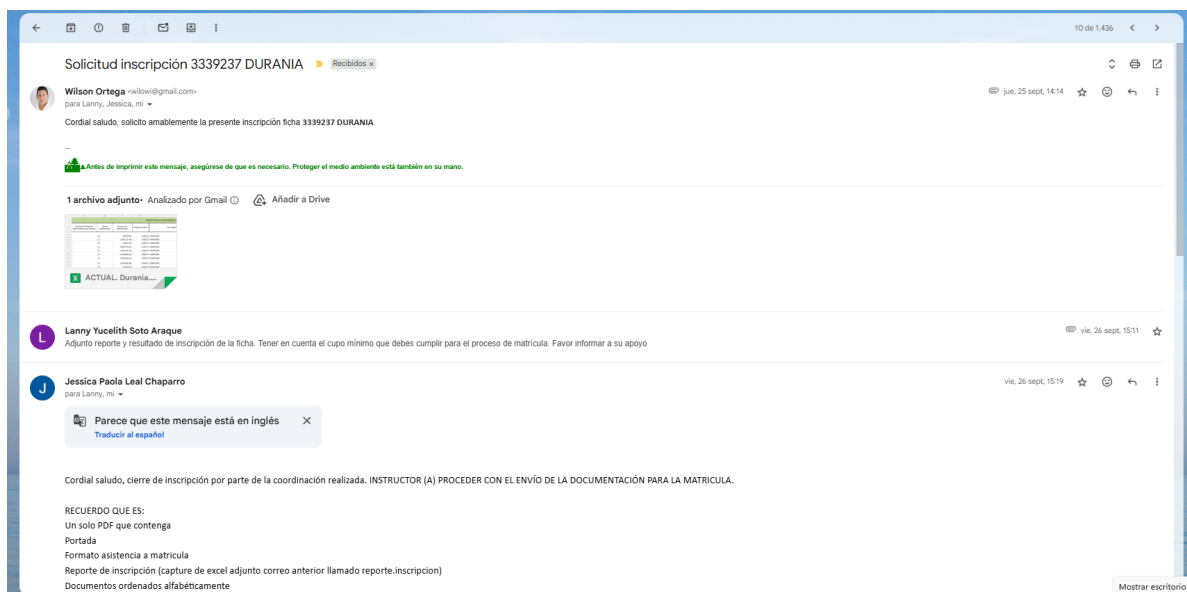 10 de 1.436
Solicitud inscripción 3339237 DURANIA
Recibidos x
Wilson Ortega <wilowi@gmail.com>
jue, 25 sept, 14:14
para Lanny, Jessica, mí
Cordial saludo, solicito amablemente la presente inscripción ficha 3339237 DURANIA
--
Antes de imprimir este mensaje, asegúrese de que es necesario. Proteger el medio ambiente está también en su mano.
1 archivo adjunto• Analizado por Gmail
Añadir a Drive
X ACTUAL. Durania....
L
Lanny Yucelith Soto Araque
vie, 26 sept, 15:11
Adjunto reporte y resultado de inscripción de la ficha. Tener en cuenta el cupo mínimo que debes cumplir para el proceso de matrícula. Favor informar a su apoyo
J
Jessica Paola Leal Chaparro
vie, 26 sept, 15:19
para Lanny, mí
Parece que este mensaje está en inglés
Traducir al español
Cordial saludo, cierre de inscripción por parte de la coordinación realizada. INSTRUCTOR (A) PROCEDER CON EL ENVÍO DE LA DOCUMENTACIÓN PARA LA MATRICULA.
RECUERDO QUE ES:
Un solo PDF que contenga
Portada
Formato asistencia a matricula
Reporte de inscripción (capture de excel adjunto correo anterior llamado reporte.inscripcion)
Documentos ordenados alfabéticamente
Mostrar escritorio